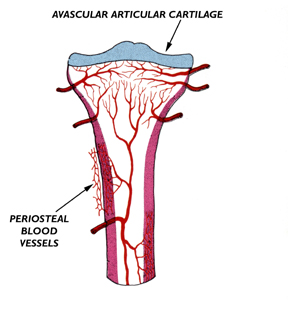 AVASCULAR ARTICULAR CARTILAGE
PERIOSTEAL
BLOOD
VESSELS